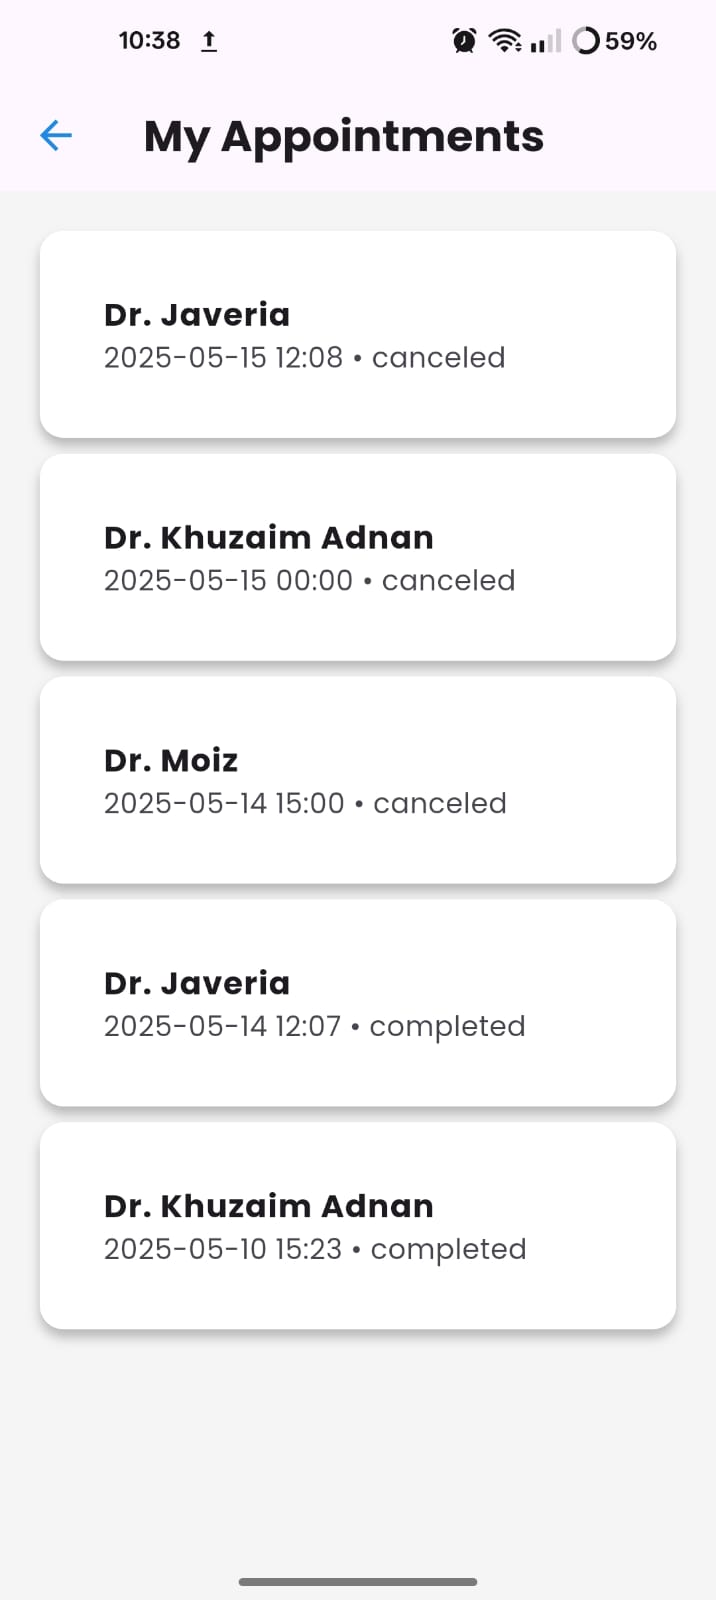 10:38
59%
My Appointments
Dr. Javeria
2025-05-15 12:08 • canceled
Dr. Khuzaim Adnan
2025-05-15 00:00 • canceled
Dr. Moiz
2025-05-14 15:00 • canceled
Dr. Javeria
2025-05-14 12:07 • completed
Dr. Khuzaim Adnan
2025-05-10 15:23 • completed